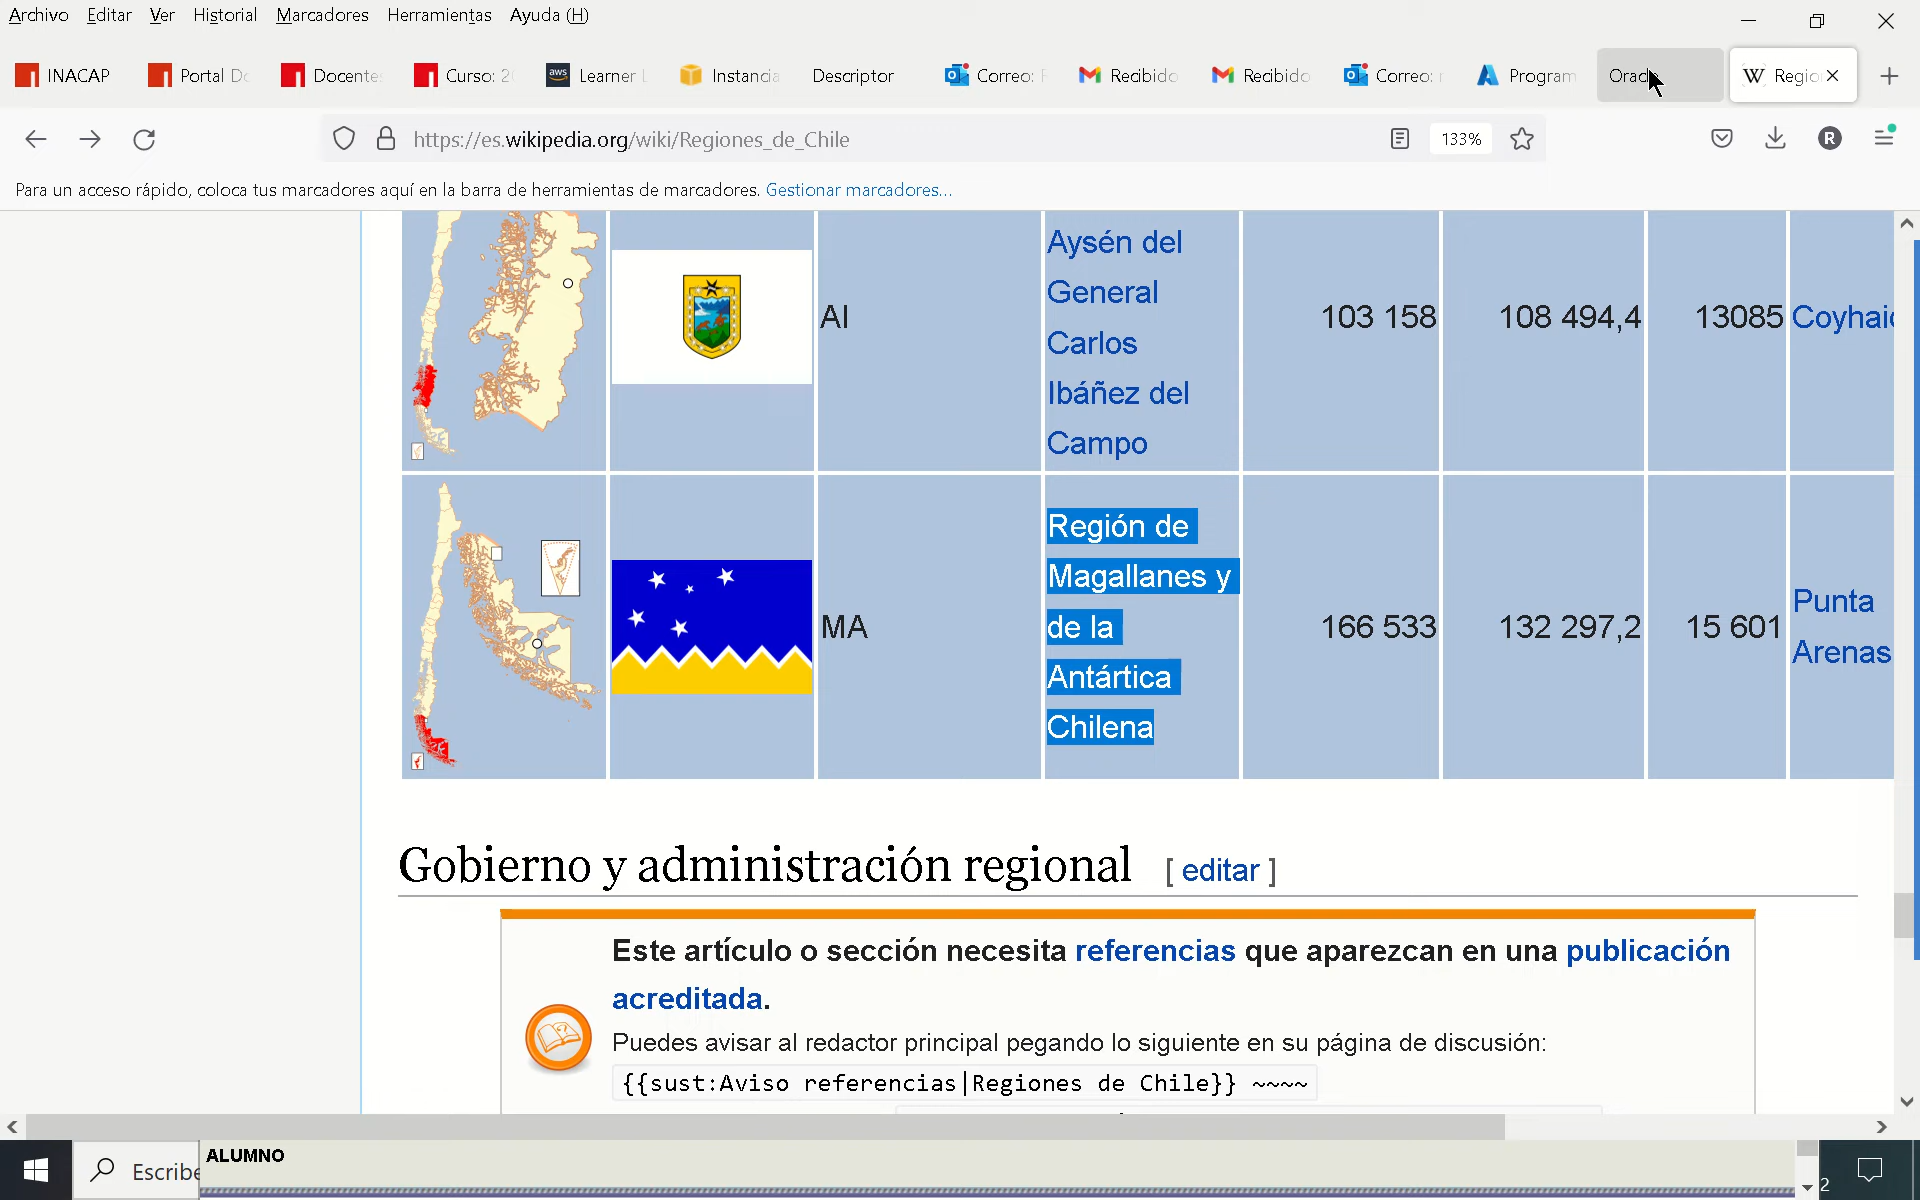 Archivo Editar Ver Historial Marcadores Herramientas Ayuda (H)
INACAP Portal Do Docente Curso: 2 Learner L Instancia Descriptor Correo: Recibido Recibido Correo: Program Orac Regio
https://es.wikipedia.org/wiki/Regiones_de_Chile 133% R
Para un acceso rápido, coloca tus marcadores aquí en la barra de herramientas de marcadores. Gestionar marcadores...
Aysén del
General
Carlos
Ibáñez del
Campo
AI 103 158 108 494,4 13085 Coyhaic
Región de
Magallanes y
de la
Antártica
Chilena
MA 166 533 132 297,2 15 601 Punta
Arenas
Gobierno y administración regional [ editar ]
Este artículo o sección necesita referencias que aparezcan en una publicación
acreditada.
Puedes avisar al redactor principal pegando lo siguiente en su página de discusión:
{{sust:Aviso referencias|Regiones de Chile}} ~~~~
Escribe ALUMNO 2